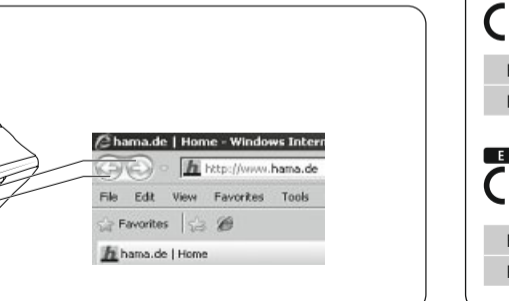 hama.de | Home - Windows Intern
http://www.hama.de
File Edit View Favorites Tools
Favorites
hama.de | Home
E